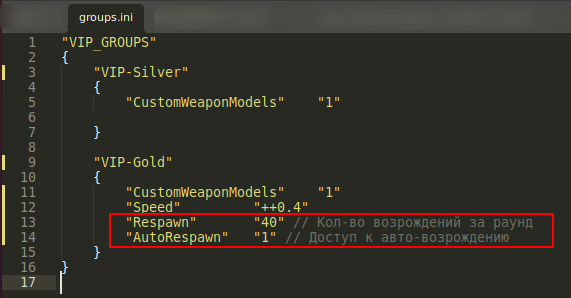 groups.ini
1 "VIP_GROUPS"
2 {
3 "VIP-Silver"
4 {
5 "CustomWeaponModels" "1"
6
7 }
8
9 "VIP-Gold"
10 {
11 "CustomWeaponModels" "1"
12 "Speed" "++0.4"
13 "Respawn" "40" // Кол-во возрождений за раунд
14 "AutoRespawn" "1" // Доступ к авто-возрождению
15 }
16 }
17